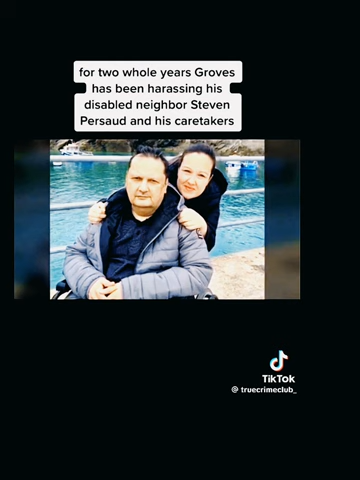 for two whole years Groves
has been harassing his
disabled neighbor Steven
Persaud and his caretakers
TikTok
@ truecrimeclub_